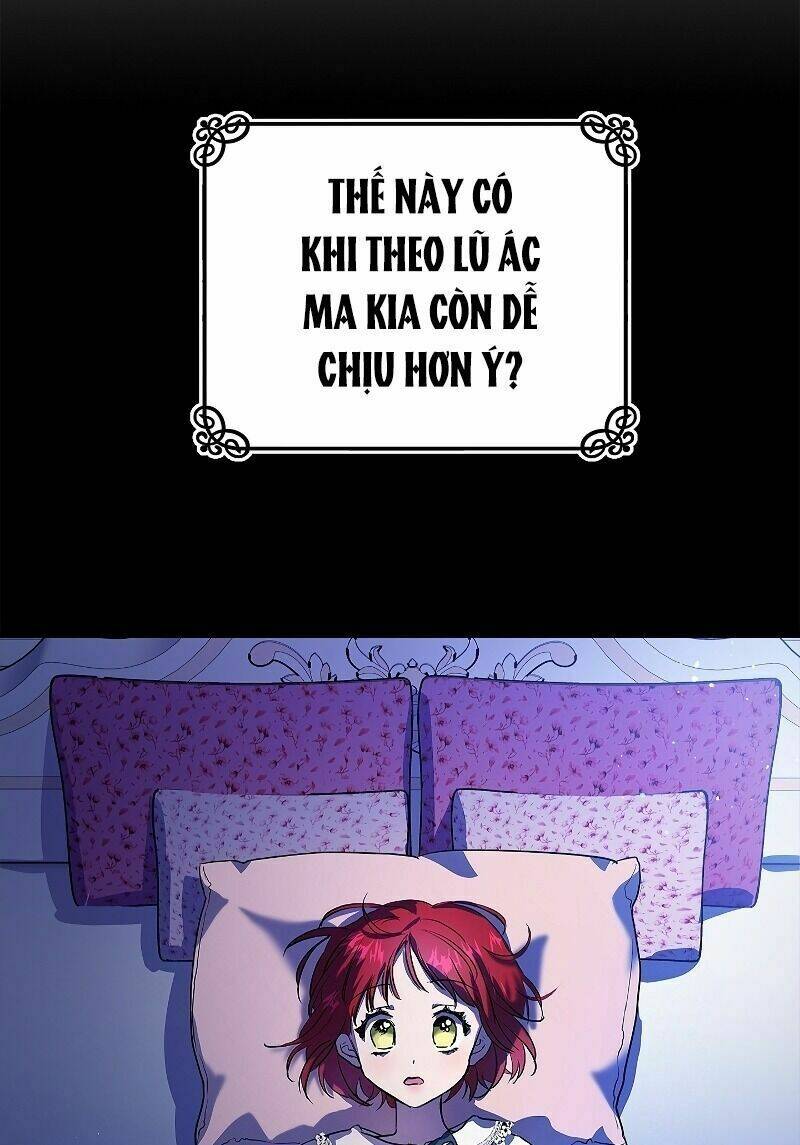 THẾ NÀY CÓ
KHI THEO LŨ ÁC
MA KIA CÒN DỄ
CHỊU HƠN Ý?